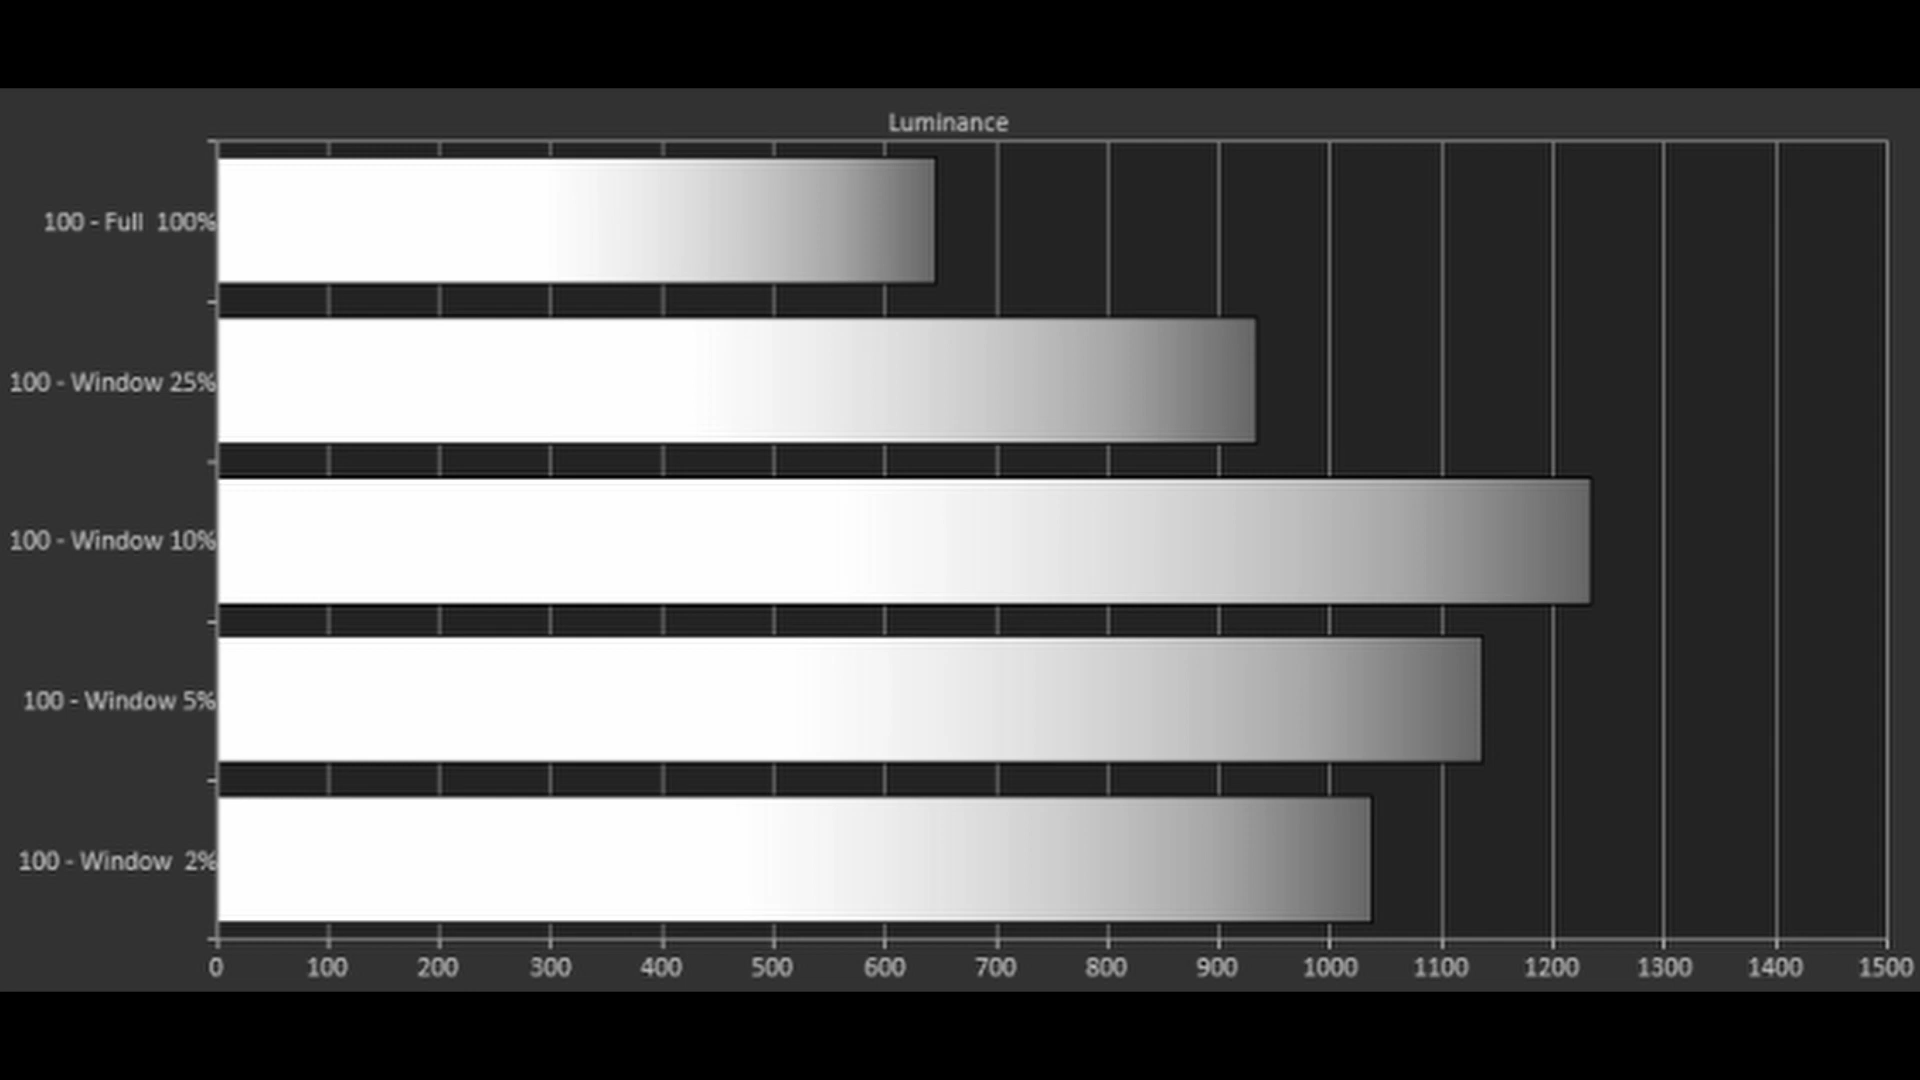 Luminance
100 - Full  100%
100 - Window 25%
100 - Window 10%
100 - Window 5%
100 - Window  2%
0 100 200 300 400 500 600 700 800 900 1000 1100 1200 1300 1400 1500